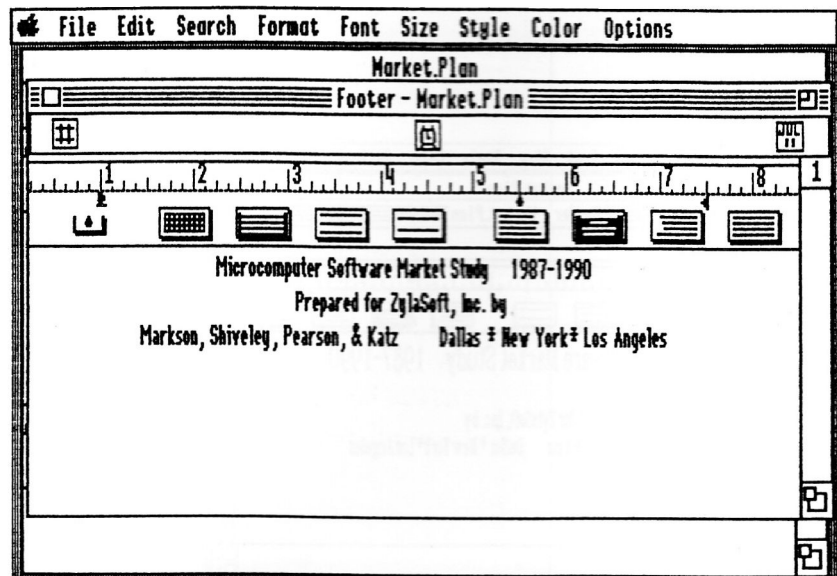 File Edit Search Format Font Size Style Color Options
Market.Plan
Footer - Market.Plan
JUL
11
1 2 3 4 5 6 7 8 1
Microcomputer Software Market Study 1987-1990
Prepared for ZylaSoft, Inc. by
Markson, Shiveley, Pearson, & Katz Dallas ‡ New York‡ Los Angeles